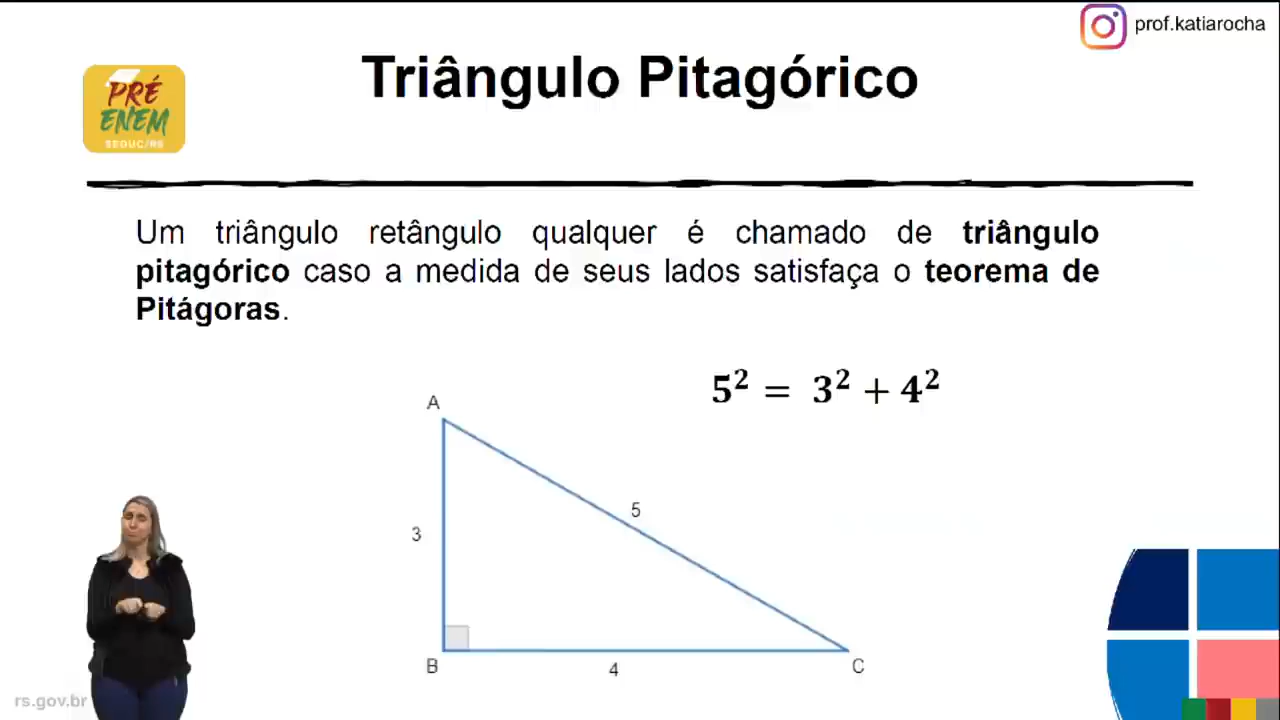 prof.katiarocha
Triângulo Pitagórico
PRÉ
ENEM
SEDUC/RS
Um triângulo retângulo qualquer é chamado de triângulo
pitagórico caso a medida de seus lados satisfaça o teorema de
Pitágoras.
5² = 3² + 4²
A
5
3
B
4
C
rs.gov.br